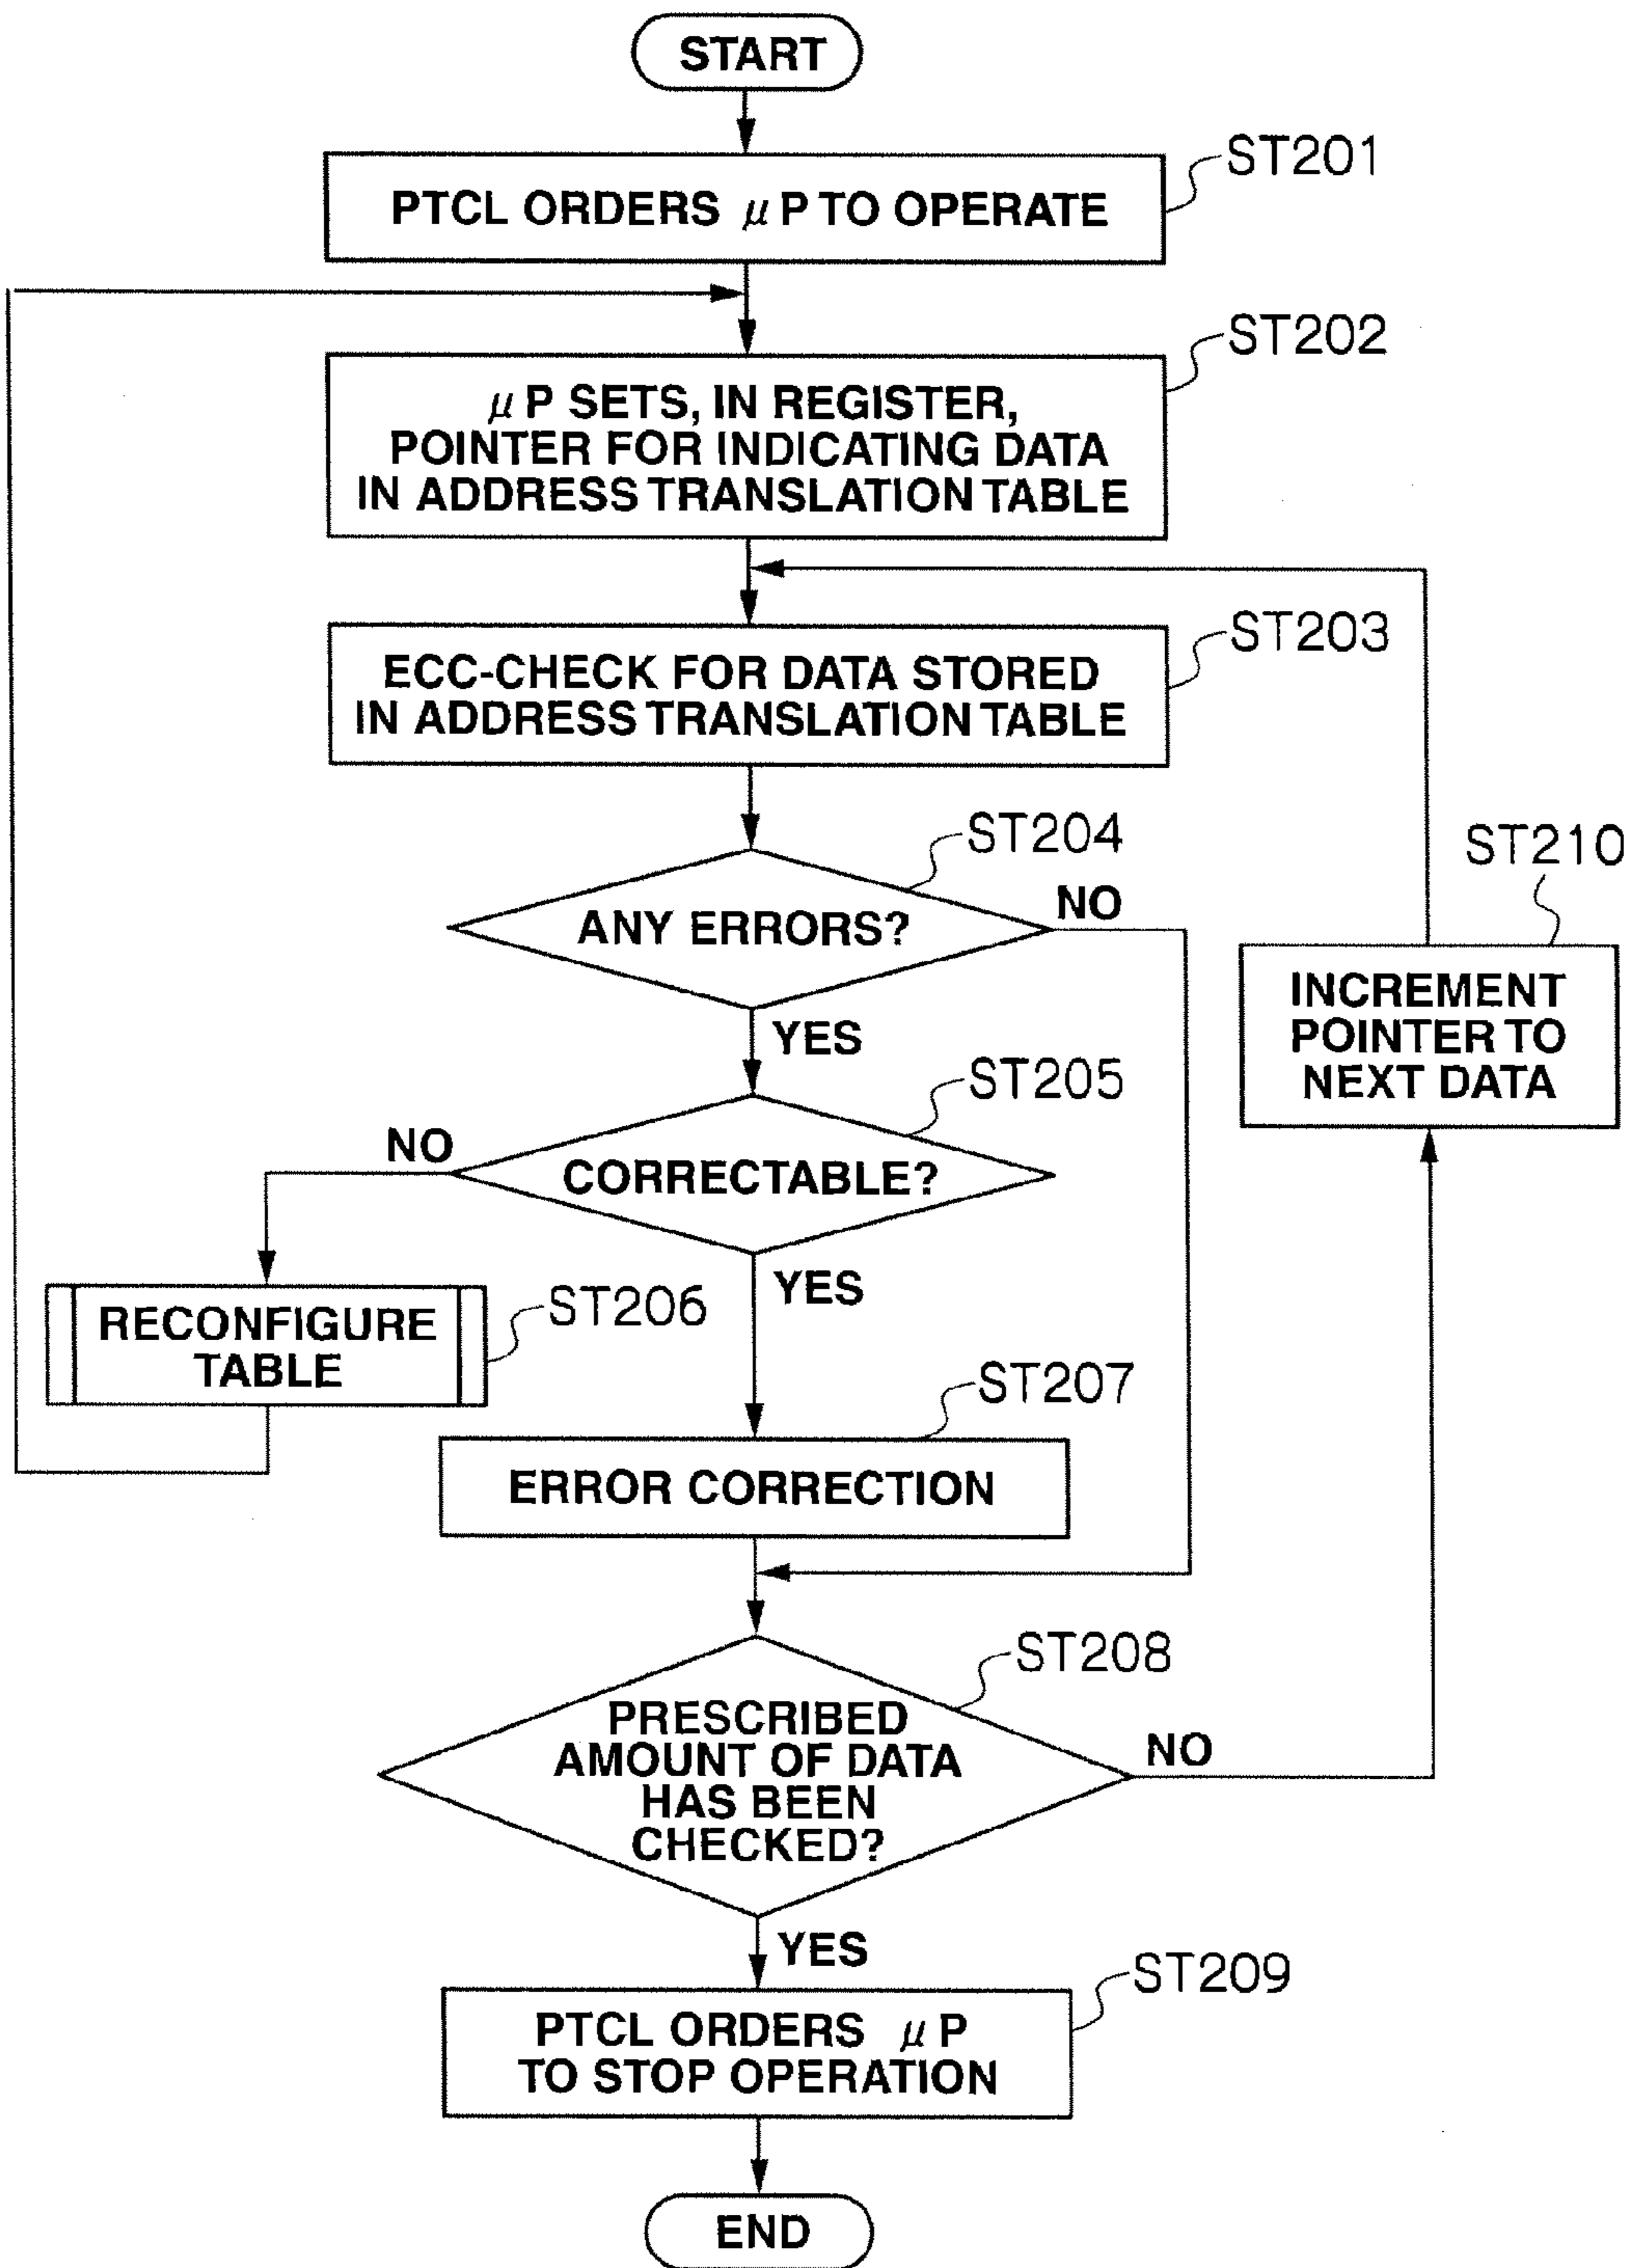 START
ST201
PTCL ORDERS μP TO OPERATE
ST202
μP SETS, IN REGISTER,
POINTER FOR INDICATING DATA
IN ADDRESS TRANSLATION TABLE
ST203
ECC-CHECK FOR DATA STORED
IN ADDRESS TRANSLATION TABLE
ST204
ANY ERRORS?
NO
YES
ST210
INCREMENT
POINTER TO
NEXT DATA
ST205
CORRECTABLE?
NO
YES
ST206
RECONFIGURE
TABLE
ST207
ERROR CORRECTION
ST208
PRESCRIBED
AMOUNT OF DATA
HAS BEEN
CHECKED?
NO
YES
ST209
PTCL ORDERS μP
TO STOP OPERATION
END